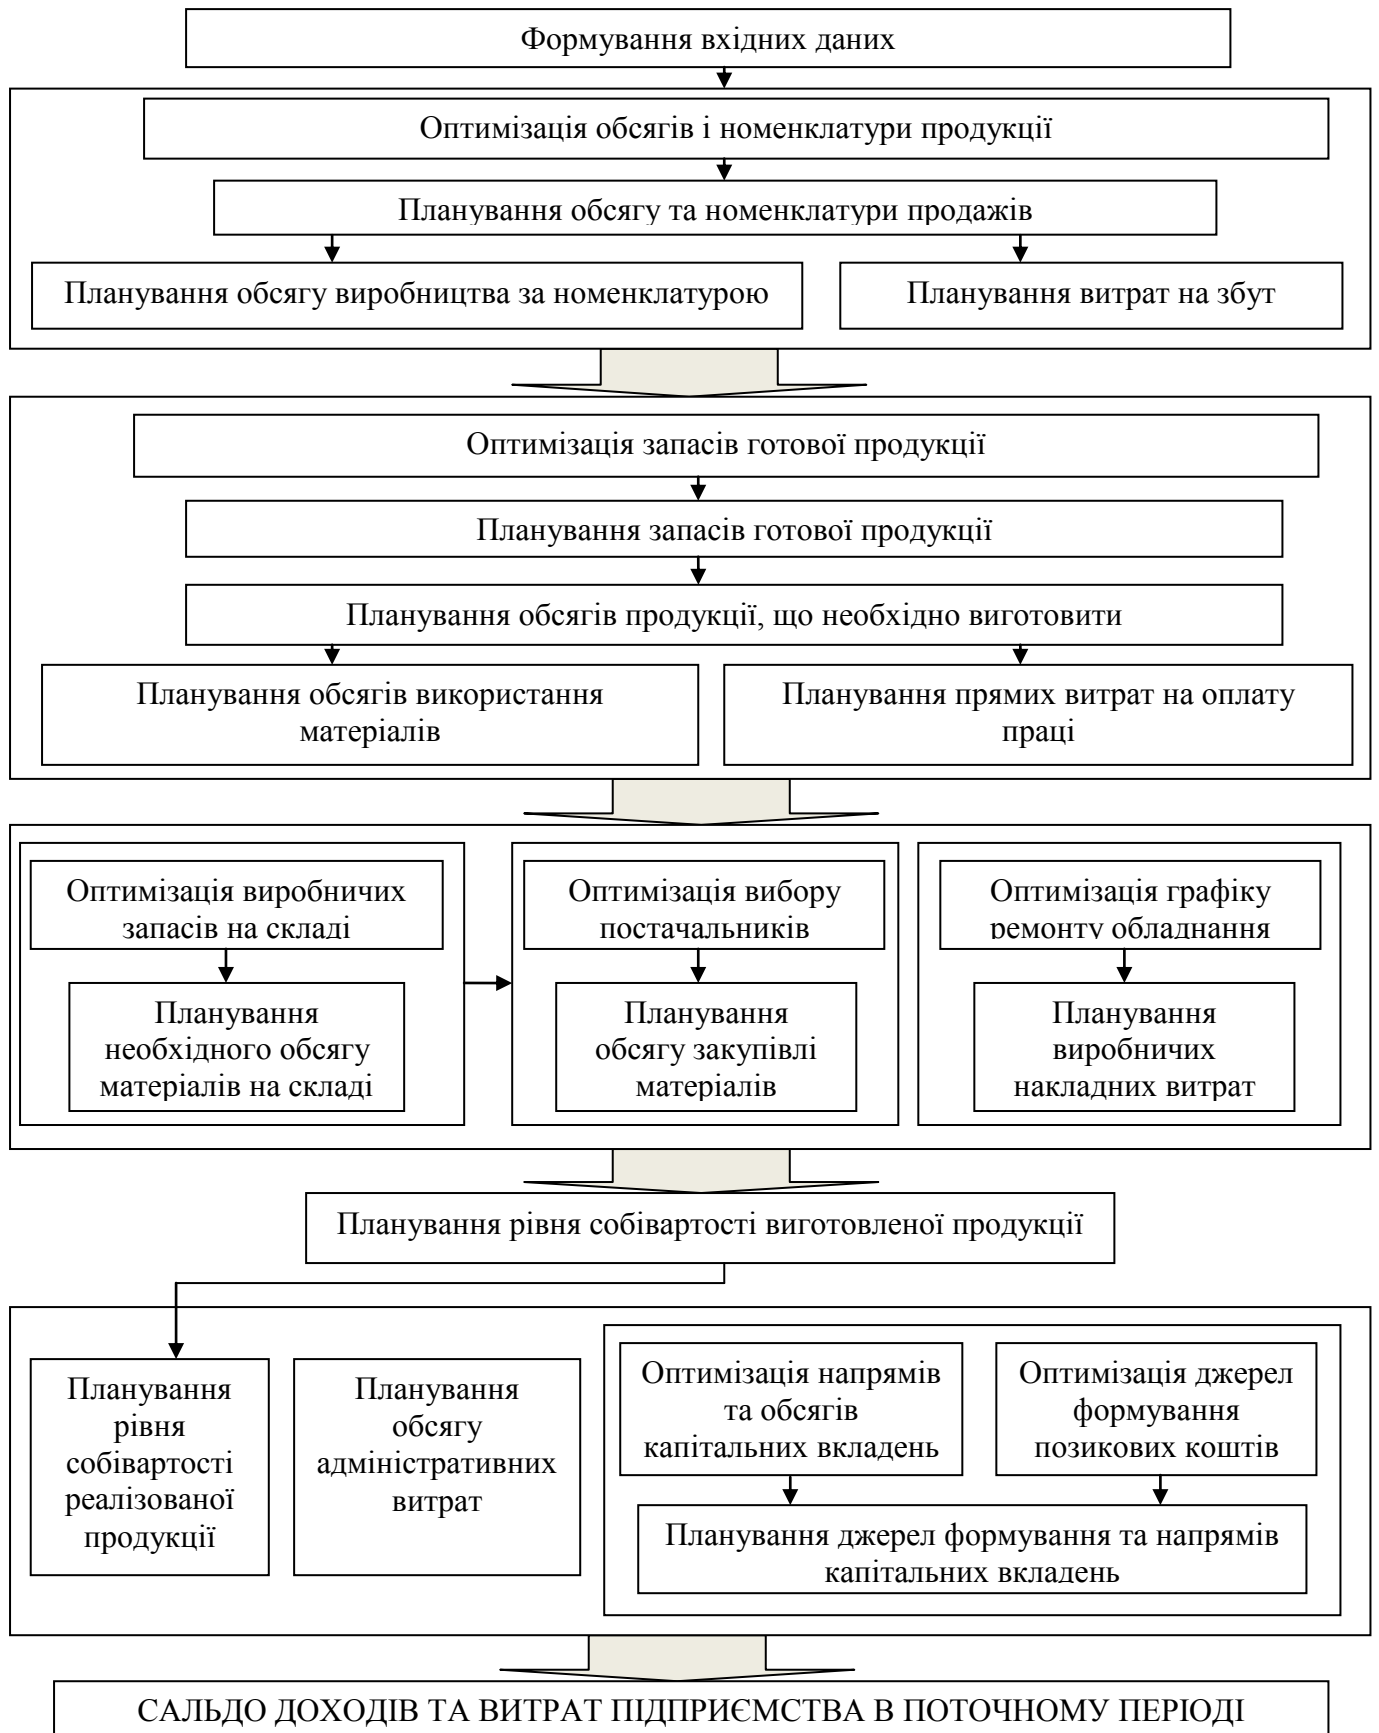 Формування вхідних даних
Оптимізація обсягів і номенклатури продукції
Планування обсягу та номенклатури продажів
Планування обсягу виробництва за номенклатурою
Планування витрат на збут
Оптимізація запасів готової продукції
Планування запасів готової продукції
Планування обсягів продукції, що необхідно виготовити
Планування обсягів використання
матеріалів
Планування прямих витрат на оплату
праці
Оптимізація виробничих
запасів на складі
Планування
необхідного обсягу
матеріалів на складі
Оптимізація вибору
постачальників
Планування
обсягу закупівлі
матеріалів
Оптимізація графіку
ремонту обладнання
Планування
виробничих
накладних витрат
Планування рівня собівартості виготовленої продукції
Планування
рівня
собівартості
реалізованої
продукції
Планування
обсягу
адміністративних
витрат
Оптимізація напрямів
та обсягів
капітальних вкладень
Оптимізація джерел
формування
позикових коштів
Планування джерел формування та напрямів
капітальних вкладень
САЛЬДО ДОХОДІВ ТА ВИТРАТ ПІДПРИЄМСТВА В ПОТОЧНОМУ ПЕРІОДІ